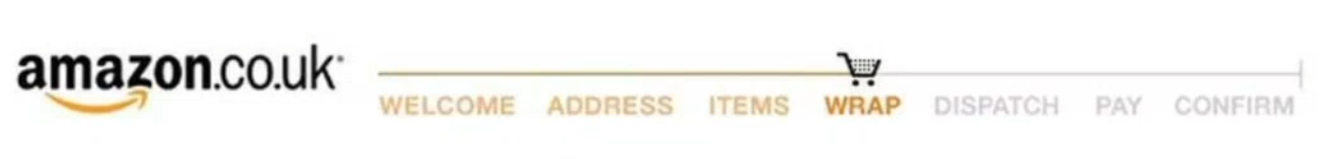 amazon.co.uk
WELCOME ADDRESS ITEMS WRAP DISPATCH PAY CONFIRM